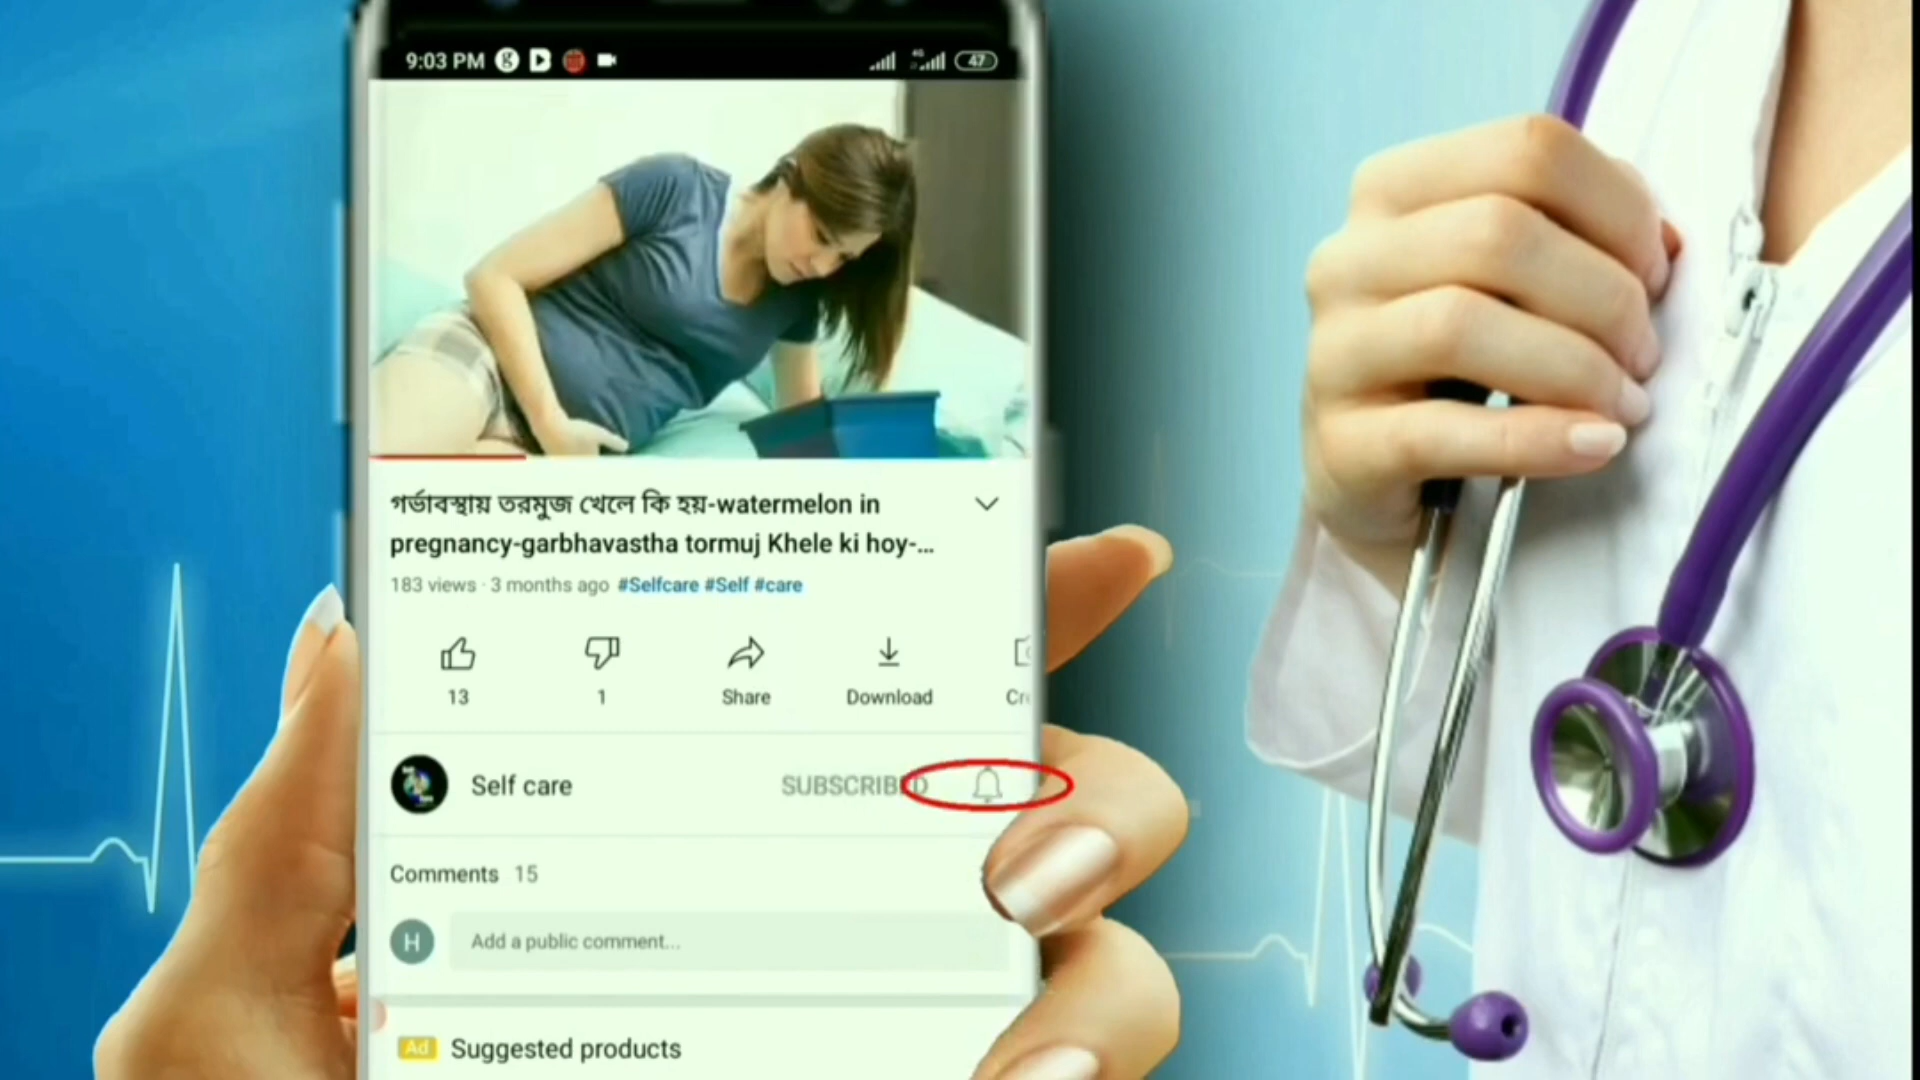 9:03 PM
4G
47
গর্ভাবস্থায় তরমুজ খেলে কি হয়-watermelon in
pregnancy-garbhavastha tormuj Khele ki hoy-...
183 views · 3 months ago #Selfcare #Self #care
13
1
Share
Download
Self care
SUBSCRIBED
Comments 15
H
Add a public comment...
Ad Suggested products